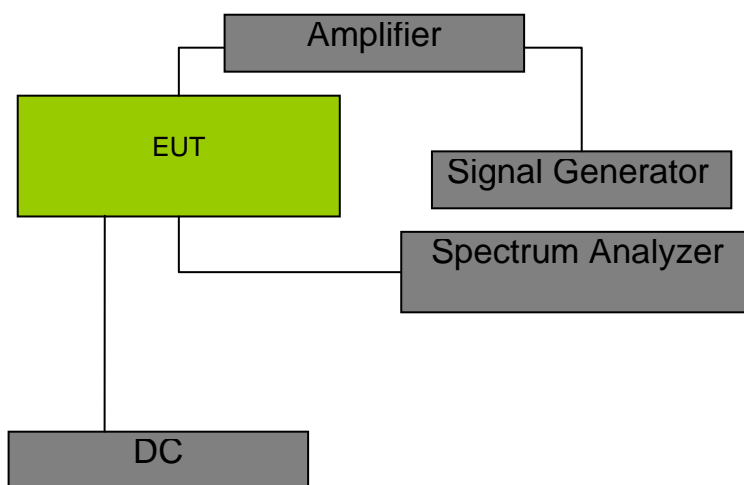 Amplifier
EUT
Signal Generator
Spectrum Analyzer
DC